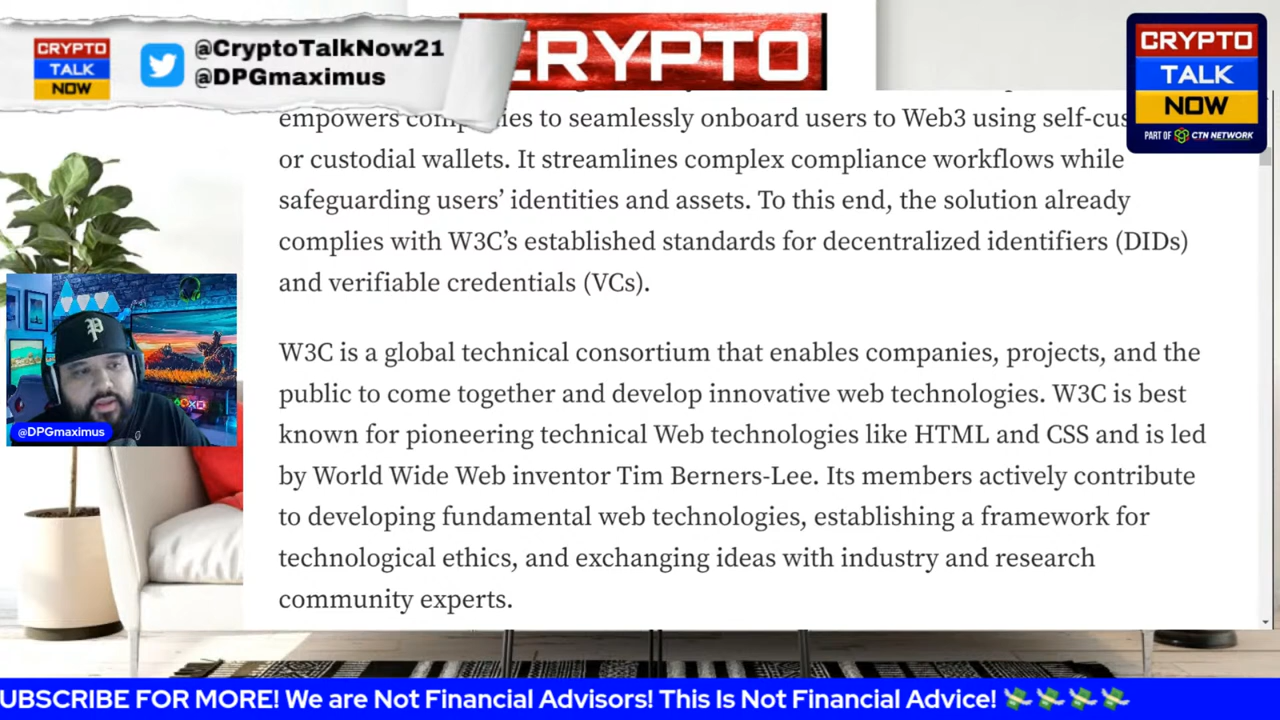 CRYPTO
TALK
NOW
@CryptoTalkNow21
@DPGmaximus
CRYPTO
CRYPTO
TALK
NOW
PART OF CTN NETWORK
empowers to seamlessly onboard users to Web3 using
or custodial wallets. It streamlines complex compliance workflows while
safeguarding users’ identities and assets. To this end, the solution already
complies with W3C’s established standards for decentralized identifiers (DIDs)
and verifiable credentials (VCs).
W3C is a global technical consortium that enables companies, projects, and the
public to come together and develop innovative web technologies. W3C is best
known for pioneering technical Web technologies like HTML and CSS and is led
by World Wide Web inventor Tim Berners-Lee. Its members actively contribute
to developing fundamental web technologies, establishing a framework for
technological ethics, and exchanging ideas with industry and research
community experts.
P
@DPGmaximus
UBSCRIBE FOR MORE! We are Not Financial Advisors! This Is Not Financial Advice! 💸💸💸💸